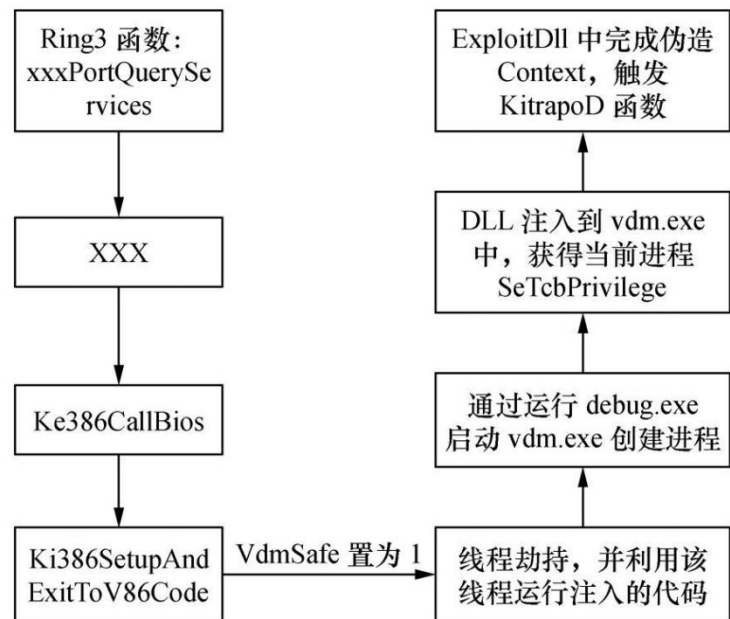 Ring3 函数：
xxxPortQuerySe
rvices
XXX
Ke386CallBios
Ki386SetupAnd
ExitToV86Code
VdmSafe 置为 1
线程劫持，并利用该
线程运行注入的代码
通过运行 debug.exe
启动 vdm.exe 创建进程
DLL 注入到 vdm.exe
中，获得当前进程
SeTcbPrivilege
ExploitDll 中完成伪造
Context，触发
KitrapoD 函数